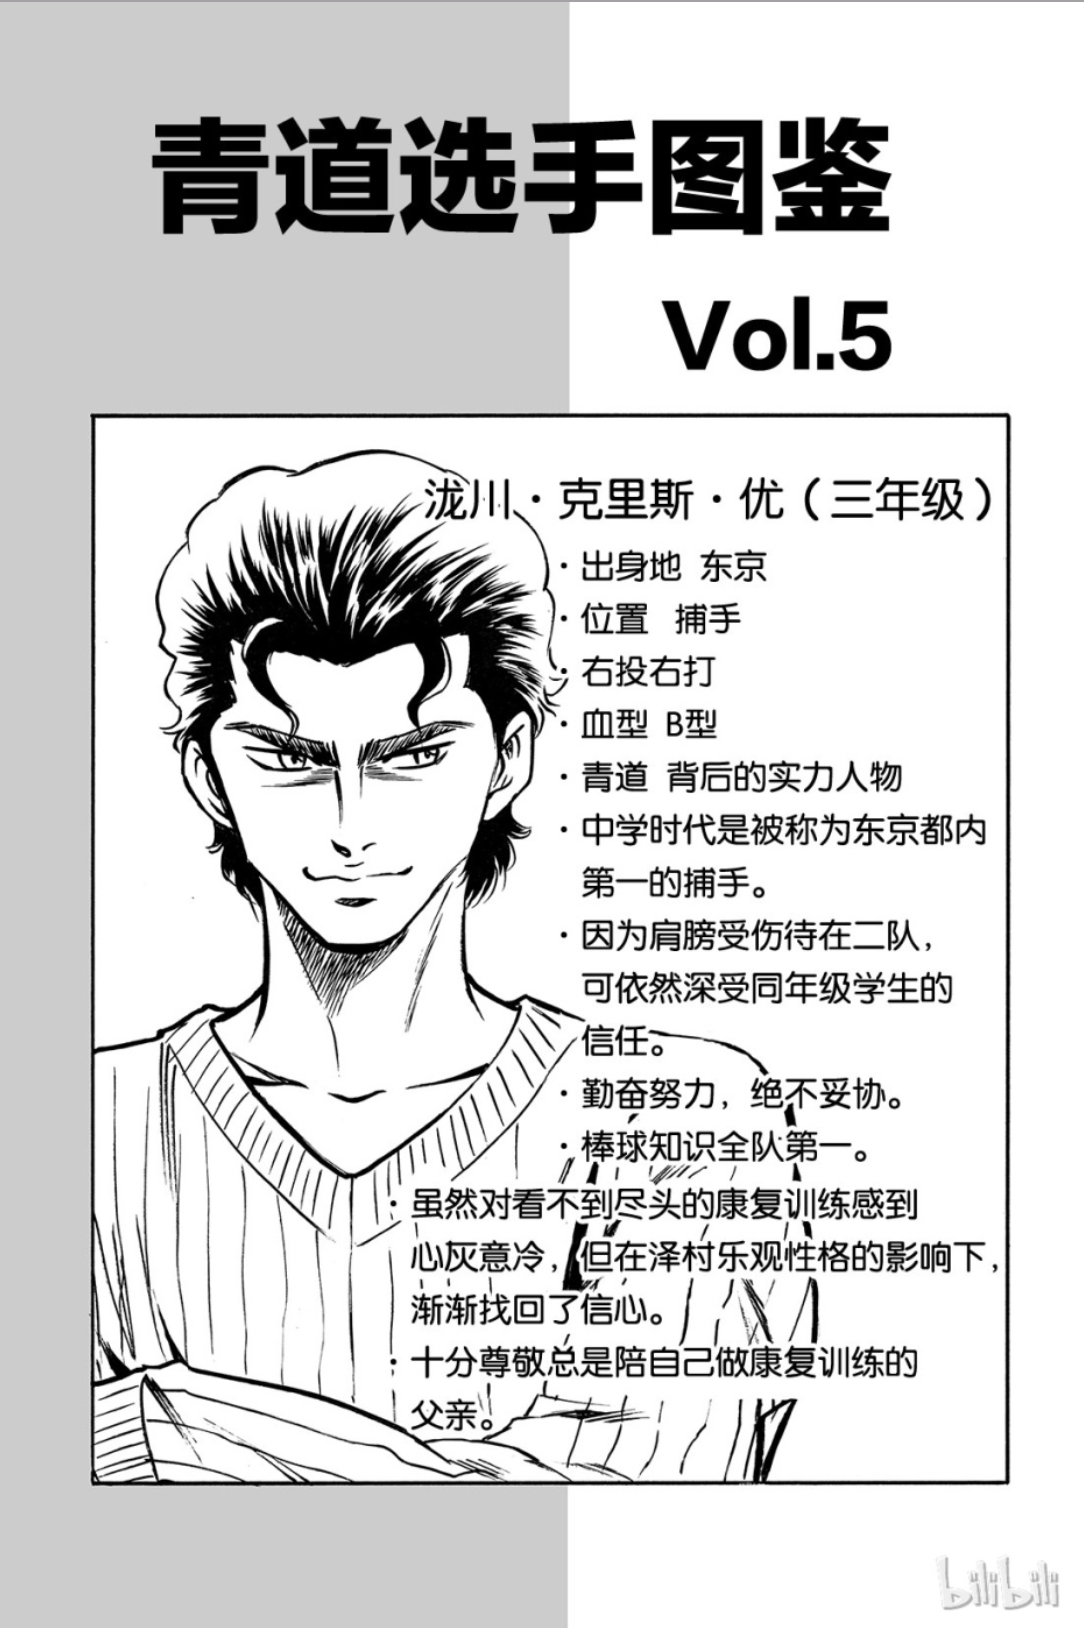 青道选手图鉴
Vol.5
泷川·克里斯·优（三年级）
·出身地 东京
·位置 捕手
·右投右打
·血型 B型
·青道 背后的实力人物
·中学时代是被称为东京都内
第一的捕手。
·因为肩膀受伤待在二队，
可依然深受同年级学生的
信任。
·勤奋努力，绝不妥协。
·棒球知识全队第一。
·虽然对看不到尽头的康复训练感到
心灰意冷，但在泽村乐观性格的影响下，
渐渐找回了信心。
·十分尊敬总是陪自己做康复训练的
父亲。
bilibili